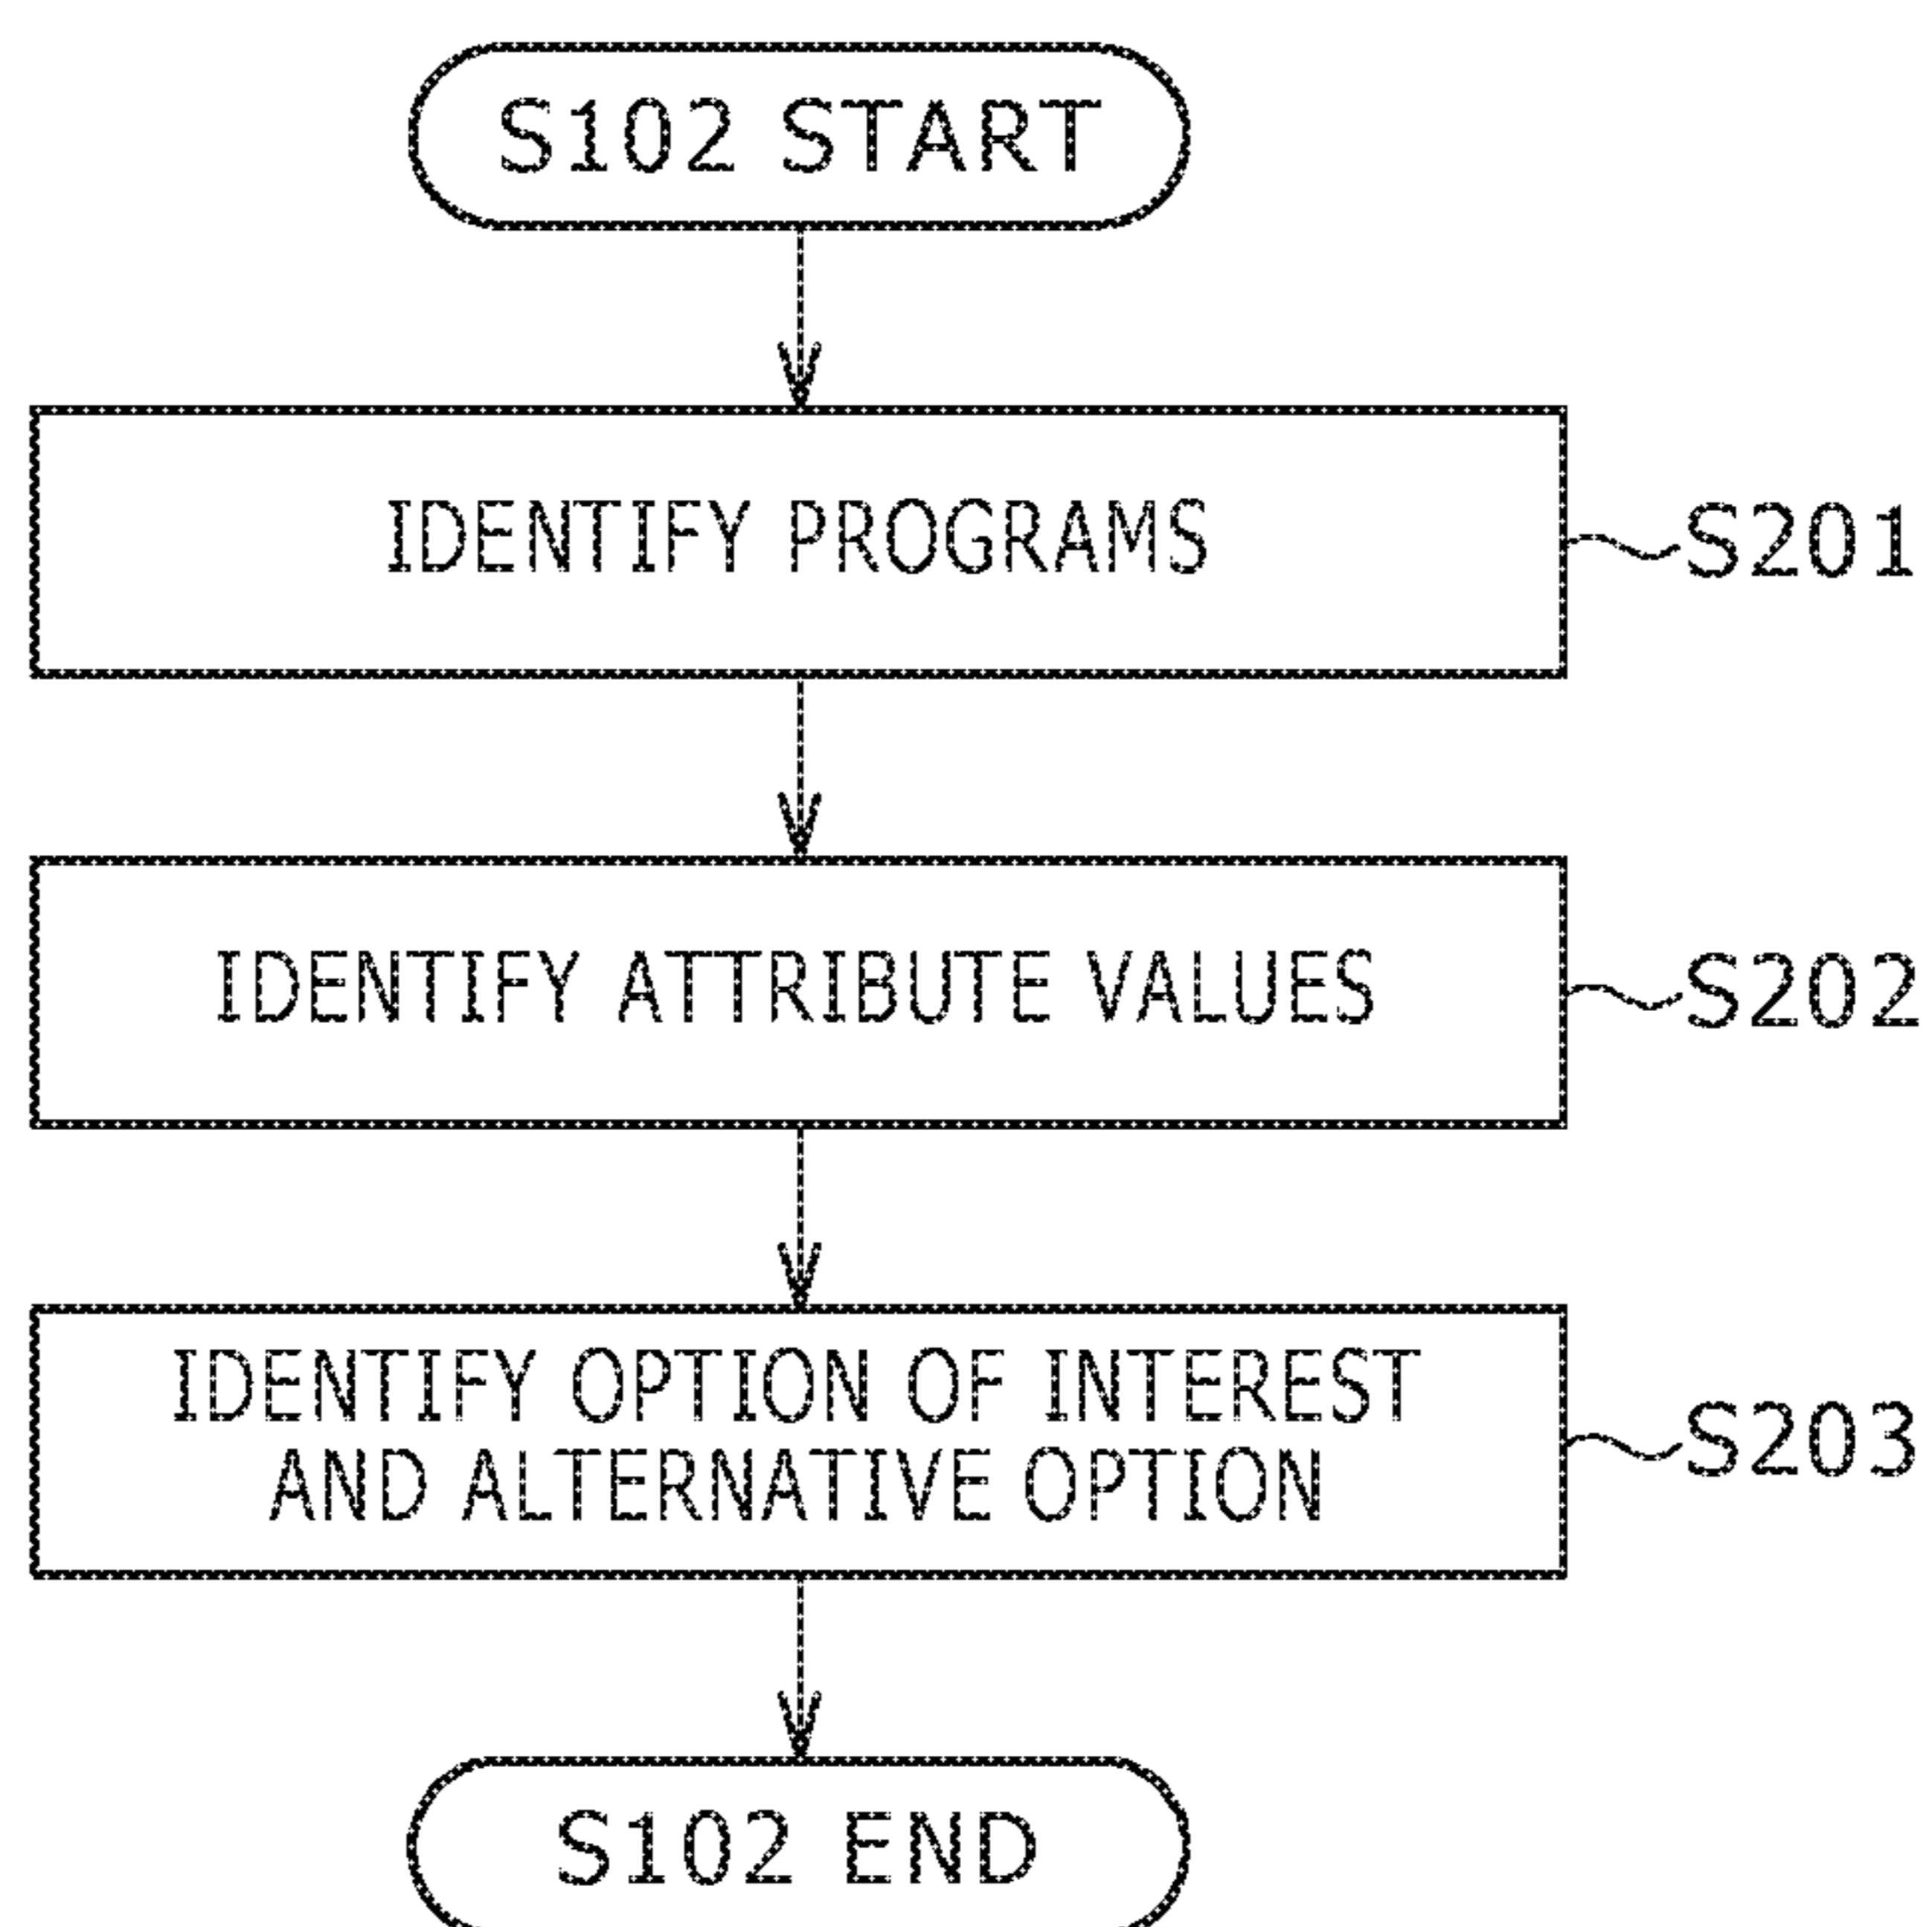 S102 START
IDENTIFY PROGRAMS
S201
IDENTIFY ATTRIBUTE VALUES
S202
IDENTIFY OPTION OF INTEREST
AND ALTERNATIVE OPTION
S203
S102 END